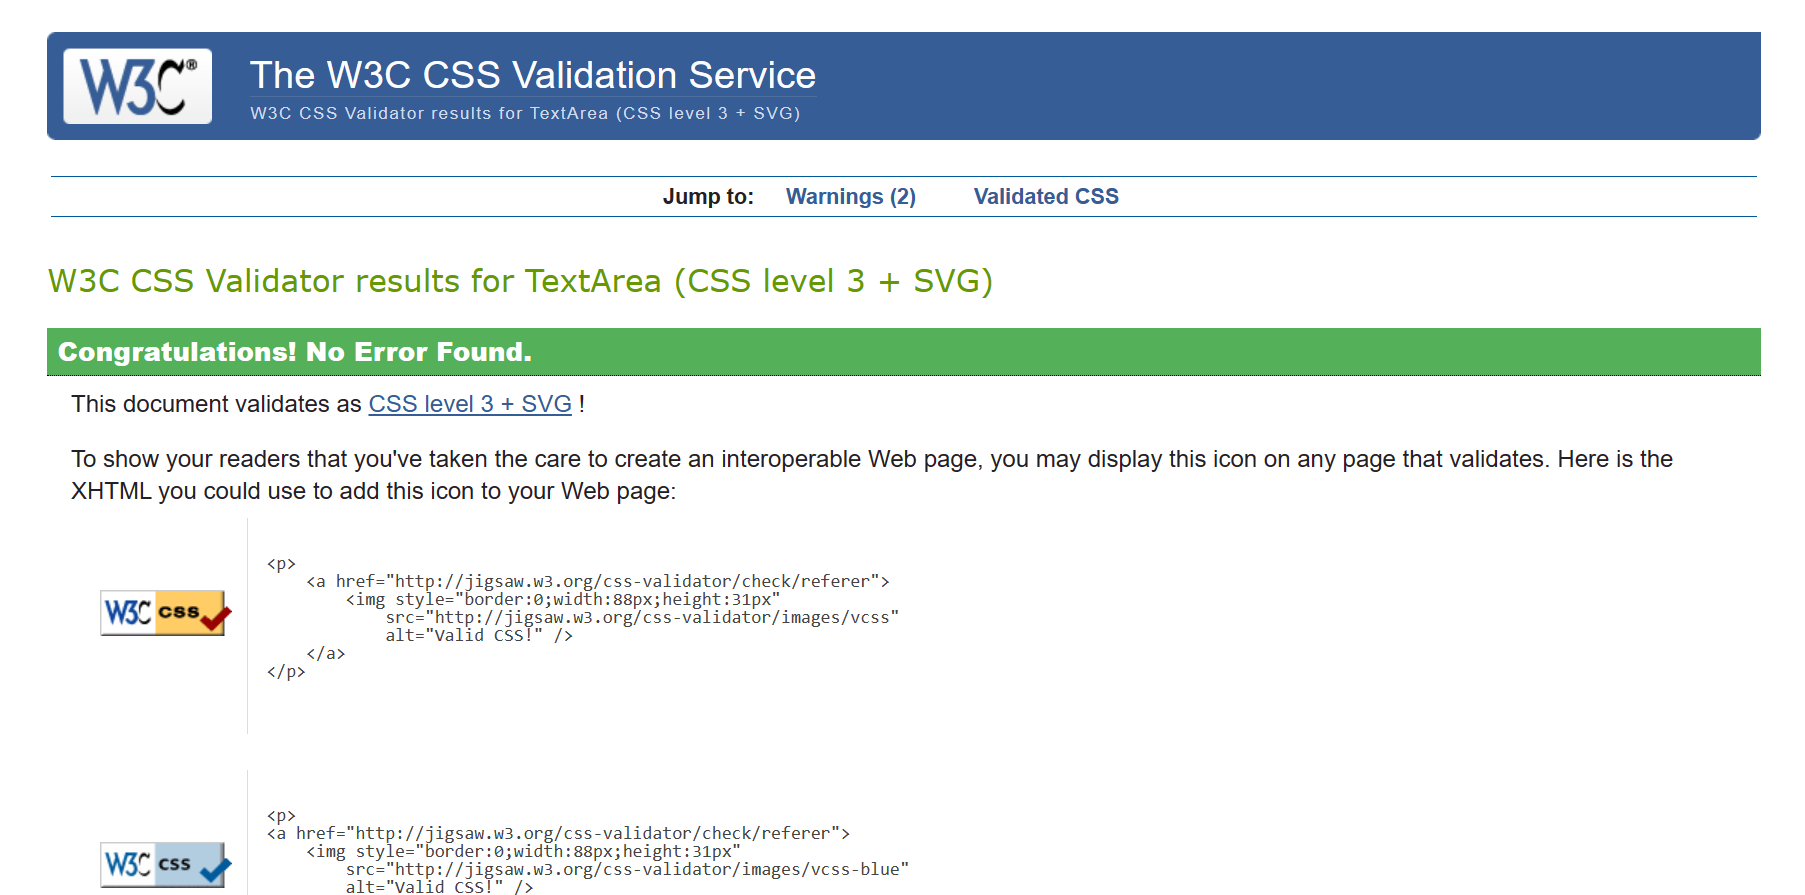 W3C®
The W3C CSS Validation Service
W3C CSS Validator results for TextArea (CSS level 3 + SVG)
Jump to: Warnings (2) Validated CSS
W3C CSS Validator results for TextArea (CSS level 3 + SVG)
Congratulations! No Error Found.
This document validates as CSS level 3 + SVG !
To show your readers that you've taken the care to create an interoperable Web page, you may display this icon on any page that validates. Here is the
XHTML you could use to add this icon to your Web page:
W3C css
<p>
<a href="http://jigsaw.w3.org/css-validator/check/referer">
<img style="border:0;width:88px;height:31px"
src="http://jigsaw.w3.org/css-validator/images/vcss"
alt="Valid CSS!" />
</a>
</p>
W3C css
<p>
<a href="http://jigsaw.w3.org/css-validator/check/referer">
<img style="border:0;width:88px;height:31px"
src="http://jigsaw.w3.org/css-validator/images/vcss-blue"
alt="Valid CSS!" />